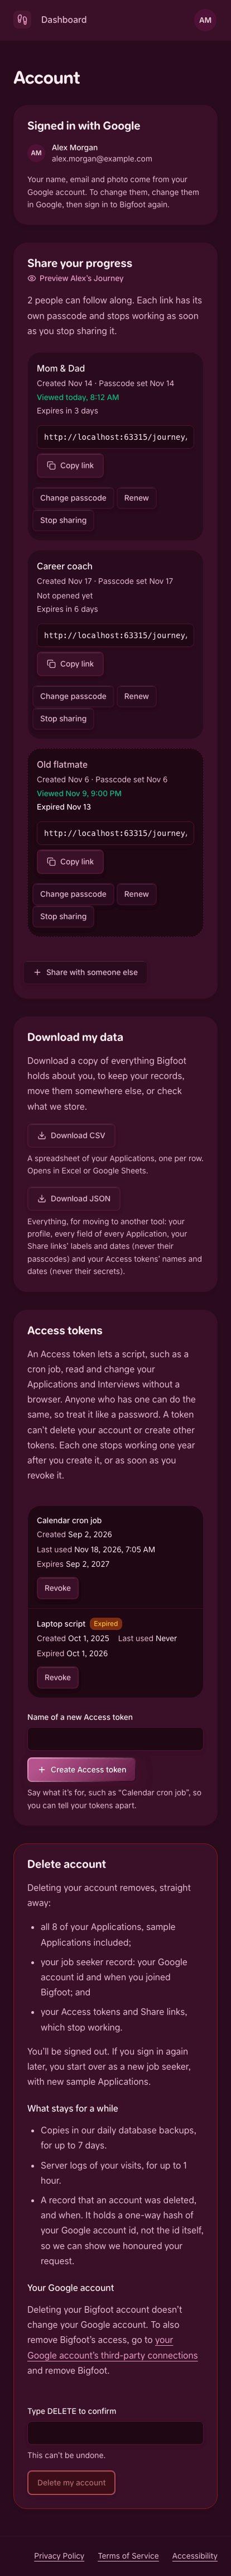 Dashboard
AM
Account
Signed in with Google
AM
Alex Morgan
alex.morgan@example.com
Your name, email and photo come from your
Google account. To change them, change them
in Google, then sign in to Bigfoot again.
Share your progress
Preview Alex's Journey
2 people can follow along. Each link has its
own passcode and stops working as soon
as you stop sharing it.
Mom & Dad
Created Nov 14 · Passcode set Nov 14
Viewed today, 8:12 AM
Expires in 3 days
http://localhost:63315/journey/
Copy link
Change passcode
Renew
Stop sharing
Career coach
Created Nov 17 · Passcode set Nov 17
Not opened yet
Expires in 6 days
http://localhost:63315/journey/
Copy link
Change passcode
Renew
Stop sharing
Old flatmate
Created Nov 6 · Passcode set Nov 6
Viewed Nov 9, 9:00 PM
Expired Nov 13
http://localhost:63315/journey/
Copy link
Change passcode
Renew
Stop sharing
Share with someone else
Download my data
Download a copy of everything Bigfoot
holds about you, to keep your records,
move them somewhere else, or check
what we store.
Download CSV
A spreadsheet of your Applications, one per row.
Opens in Excel or Google Sheets.
Download JSON
Everything, for moving to another tool: your
profile, every field of every Application, your
Share links' labels and dates (never their
passcodes) and your Access tokens' names and
dates (never their secrets).
Access tokens
An Access token lets a script, such as a
cron job, read and change your
Applications and Interviews without a
browser. Anyone who has one can do the
same, so treat it like a password. A token
can't delete your account or create other
tokens. Each one stops working one year
after you create it, or as soon as you
revoke it.
Calendar cron job
Created Sep 2, 2026
Last used Nov 18, 2026, 7:05 AM
Expires Sep 2, 2027
Revoke
Laptop script Expired
Created Oct 1, 2025 Last used Never
Expired Oct 1, 2026
Revoke
Name of a new Access token
Create Access token
Say what it's for, such as "Calendar cron job", so
you can tell your tokens apart.
Delete account
Deleting your account removes, straight
away:
• all 8 of your Applications, sample
Applications included;
• your job seeker record: your Google
account id and when you joined
Bigfoot; and
• your Access tokens and Share links,
which stop working.
You'll be signed out. If you sign in again
later, you start over as a new job seeker,
with new sample Applications.
What stays for a while
• Copies in our daily database backups,
for up to 7 days.
• Server logs of your visits, for up to 1
hour.
• A record that an account was deleted,
and when. It holds a one-way hash of
your Google account id, not the id itself,
so we can show we honoured your
request.
Your Google account
Deleting your Bigfoot account doesn't
change your Google account. To also
remove Bigfoot's access, go to your
Google account's third-party connections
and remove Bigfoot.
Type DELETE to confirm
This can't be undone.
Delete my account
Privacy Policy
Terms of Service
Accessibility